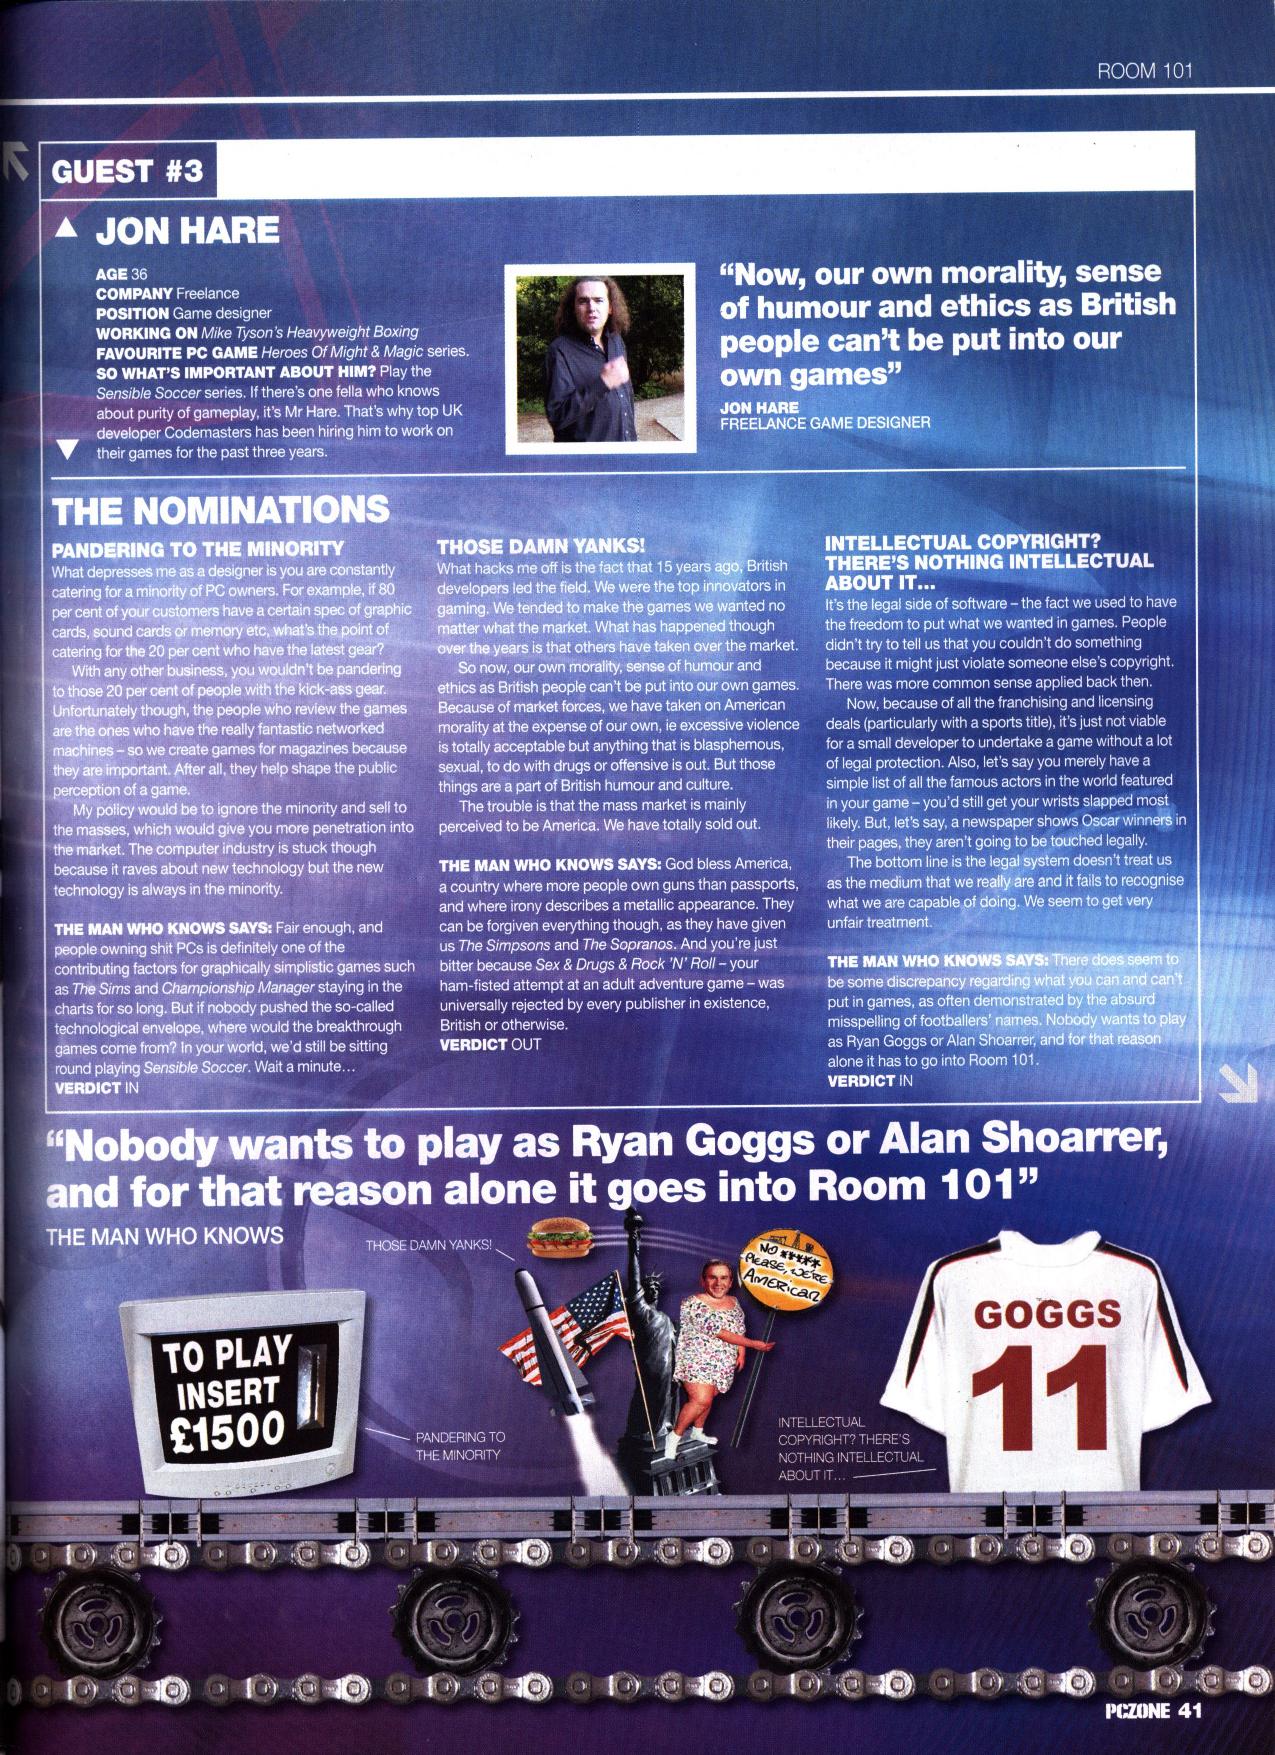 ROOM 101
GUEST #3
JON HARE
AGE 36
COMPANY Freelance
POSITION Game designer
WORKING ON Mike Tyson's Heavyweight Boxing
FAVOURITE PC GAME Heroes Of Might & Magic series.
SO WHAT'S IMPORTANT ABOUT HIM? Play the
Sensible Soccer series. If there's one fella who knows
about purity of gameplay, it's Mr Hare. That's why top UK
developer Codemasters has been hiring him to work on
their games for the past three years.
“Now, our own morality, sense
of humour and ethics as British
people can't be put into our
own games”
JON HARE
FREELANCE GAME DESIGNER
THE NOMINATIONS
PANDERING TO THE MINORITY
What depresses me as a designer is you are constantly
catering for a minority of PC owners. For example, if 80
per cent of your customers have a certain spec of graphic
cards, sound cards or memory etc, what's the point of
catering for the 20 per cent who have the latest gear?
With any other business, you wouldn't be pandering
to those 20 per cent of people with the kick-ass gear.
Unfortunately though, the people who review the games
are the ones who have the really fantastic networked
machines – so we create games for magazines because
they are important. After all, they help shape the public
perception of a game.
My policy would be to ignore the minority and sell to
the masses, which would give you more penetration into
the market. The computer industry is stuck though
because it raves about new technology but the new
technology is always in the minority.
THE MAN WHO KNOWS SAYS: Fair enough, and
people owning shit PCs is definitely one of the
contributing factors for graphically simplistic games such
as The Sims and Championship Manager staying in the
charts for so long. But if nobody pushed the so-called
technological envelope, where would the breakthrough
games come from? In your world, we'd still be sitting
round playing Sensible Soccer. Wait a minute…
VERDICT IN
THOSE DAMN YANKS!
What hacks me off is the fact that 15 years ago, British
developers led the field. We were the top innovators in
gaming. We tended to make the games we wanted no
matter what the market. What has happened though
over the years is that others have taken over the market.
So now, our own morality, sense of humour and
ethics as British people can't be put into our own games.
Because of market forces, we have taken on American
morality at the expense of our own, ie excessive violence
is totally acceptable but anything that is blasphemous,
sexual, to do with drugs or offensive is out. But those
things are a part of British humour and culture.
The trouble is that the mass market is mainly
perceived to be America. We have totally sold out.
THE MAN WHO KNOWS SAYS: God bless America,
a country where more people own guns than passports,
and where irony describes a metallic appearance. They
can be forgiven everything though, as they have given
us The Simpsons and The Sopranos. And you're just
bitter because Sex & Drugs & Rock 'N' Roll – your
ham-fisted attempt at an adult adventure game – was
universally rejected by every publisher in existence,
British or otherwise.
VERDICT OUT
INTELLECTUAL COPYRIGHT?
THERE'S NOTHING INTELLECTUAL
ABOUT IT…
It's the legal side of software – the fact we used to have
the freedom to put what we wanted in games. People
didn't try to tell us that you couldn't do something
because it might just violate someone else's copyright.
There was more common sense applied back then.
Now, because of all the franchising and licensing
deals (particularly with a sports title), it's just not viable
for a small developer to undertake a game without a lot
of legal protection. Also, let's say you merely have a
simple list of all the famous actors in the world featured
in your game – you'd still get your wrists slapped most
likely. But, let's say, a newspaper shows Oscar winners in
their pages, they aren't going to be touched legally.
The bottom line is the legal system doesn't treat us
as the medium that we really are and it fails to recognise
what we are capable of doing. We seem to get very
unfair treatment.
THE MAN WHO KNOWS SAYS: There does seem to
be some discrepancy regarding what you can and can't
put in games, as often demonstrated by the absurd
misspelling of footballers' names. Nobody wants to play
as Ryan Goggs or Alan Shoarrer, and for that reason
alone it has to go into Room 101.
VERDICT IN
“Nobody wants to play as Ryan Goggs or Alan Shoarrer,
and for that reason alone it goes into Room 101”
THE MAN WHO KNOWS
THOSE DAMN YANKS!
NO *****
PLEASE, WE'RE
AMERICAN
TO PLAY
INSERT
£1500
PANDERING TO
THE MINORITY
INTELLECTUAL
COPYRIGHT? THERE'S
NOTHING INTELLECTUAL
ABOUT IT…
GOGGS
11
PCZONE 41